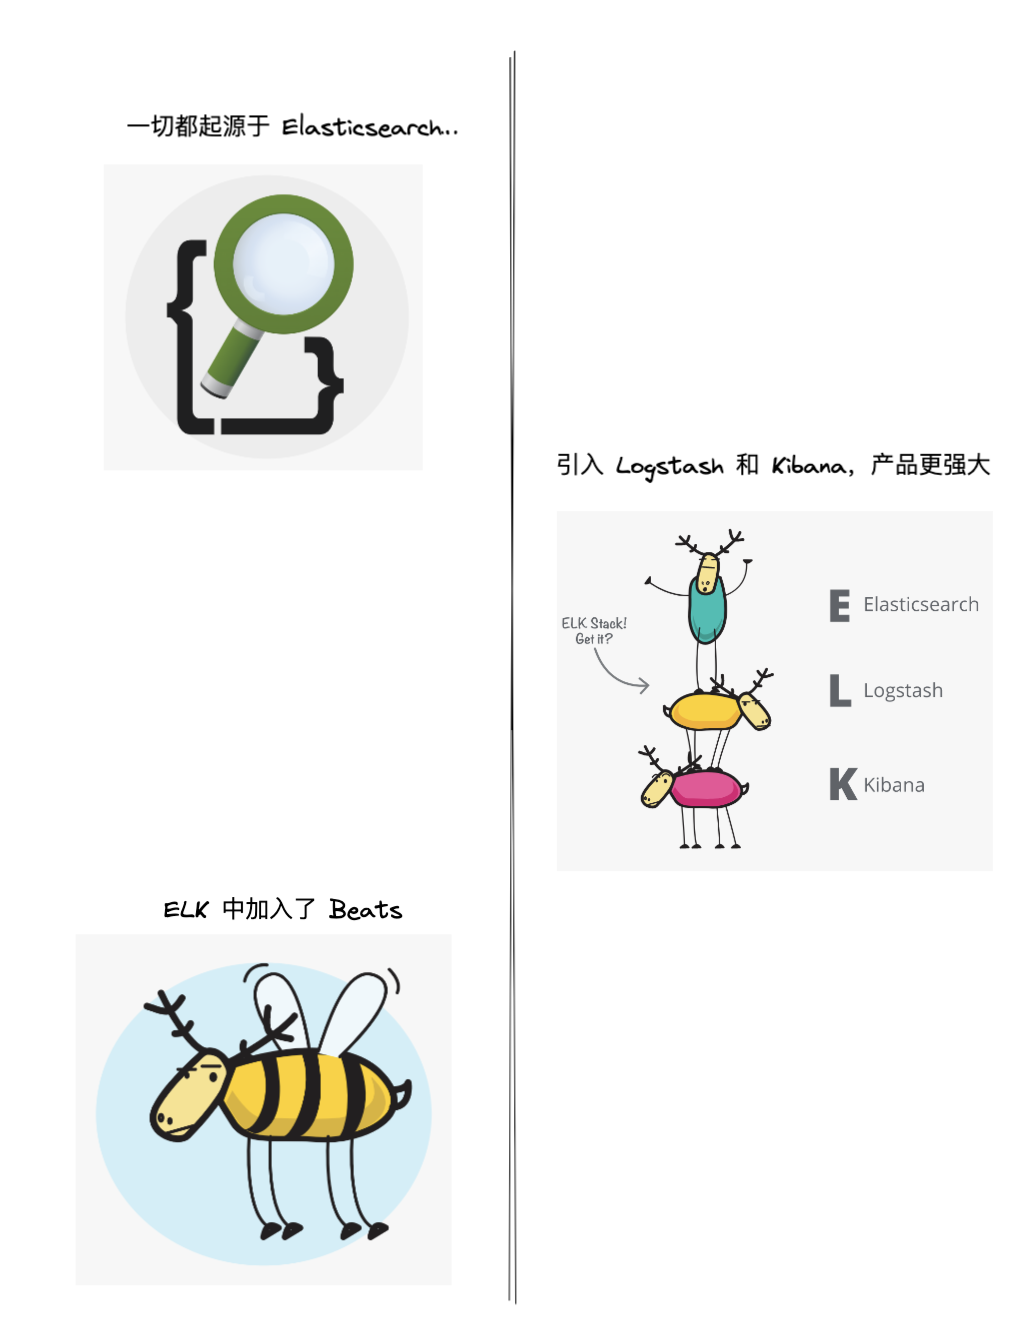 一切都起源于 Elasticsearch..
引入 Logstash 和 Kibana，产品更强大
ELK Stack!
Get it?
E Elasticsearch
L Logstash
K Kibana
ELK 中加入了 Beats